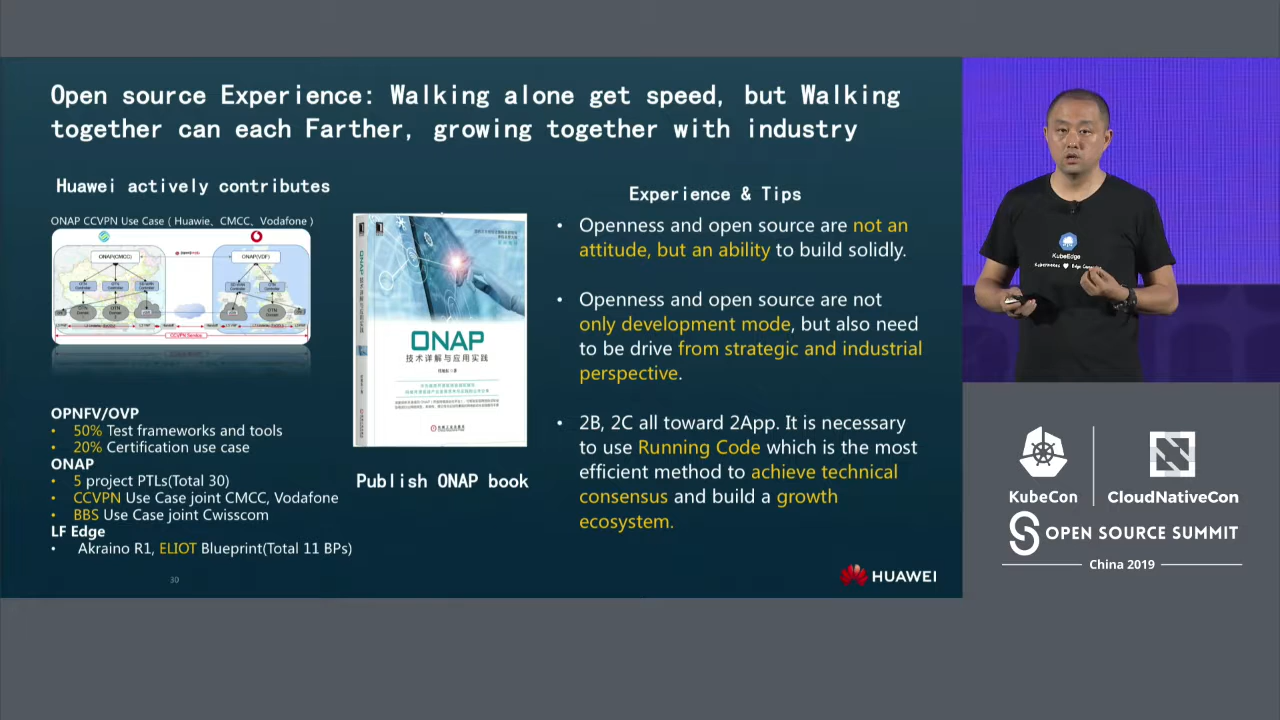 Open source Experience: Walking alone get speed, but Walking
together can each Farther, growing together with industry
Huawei actively contributes
ONAP CCVPN Use Case ( Huawie、CMCC、Vodafone )
ONAP(CMCC)
ONAP(VDF)
CCVPN Service
OPNFV/OVP
• 50% Test frameworks and tools
• 20% Certification use case
ONAP
• 5 project PTLs(Total 30)
• CCVPN Use Case joint CMCC, Vodafone
• BBS Use Case joint Cwisscom
LF Edge
• Akraino R1, ELIOT Blueprint(Total 11 BPs)
30
ONAP
技术详解与应用实践
Publish ONAP book
Experience & Tips
• Openness and open source are not an
attitude, but an ability to build solidly.
• Openness and open source are not
only development mode, but also need
to be drive from strategic and industrial
perspective.
• 2B, 2C all toward 2App. It is necessary
to use Running Code which is the most
efficient method to achieve technical
consensus and build a growth
ecosystem.
HUAWEI
KubeEdge
KubeCon
CloudNativeCon
OPEN SOURCE SUMMIT
China 2019